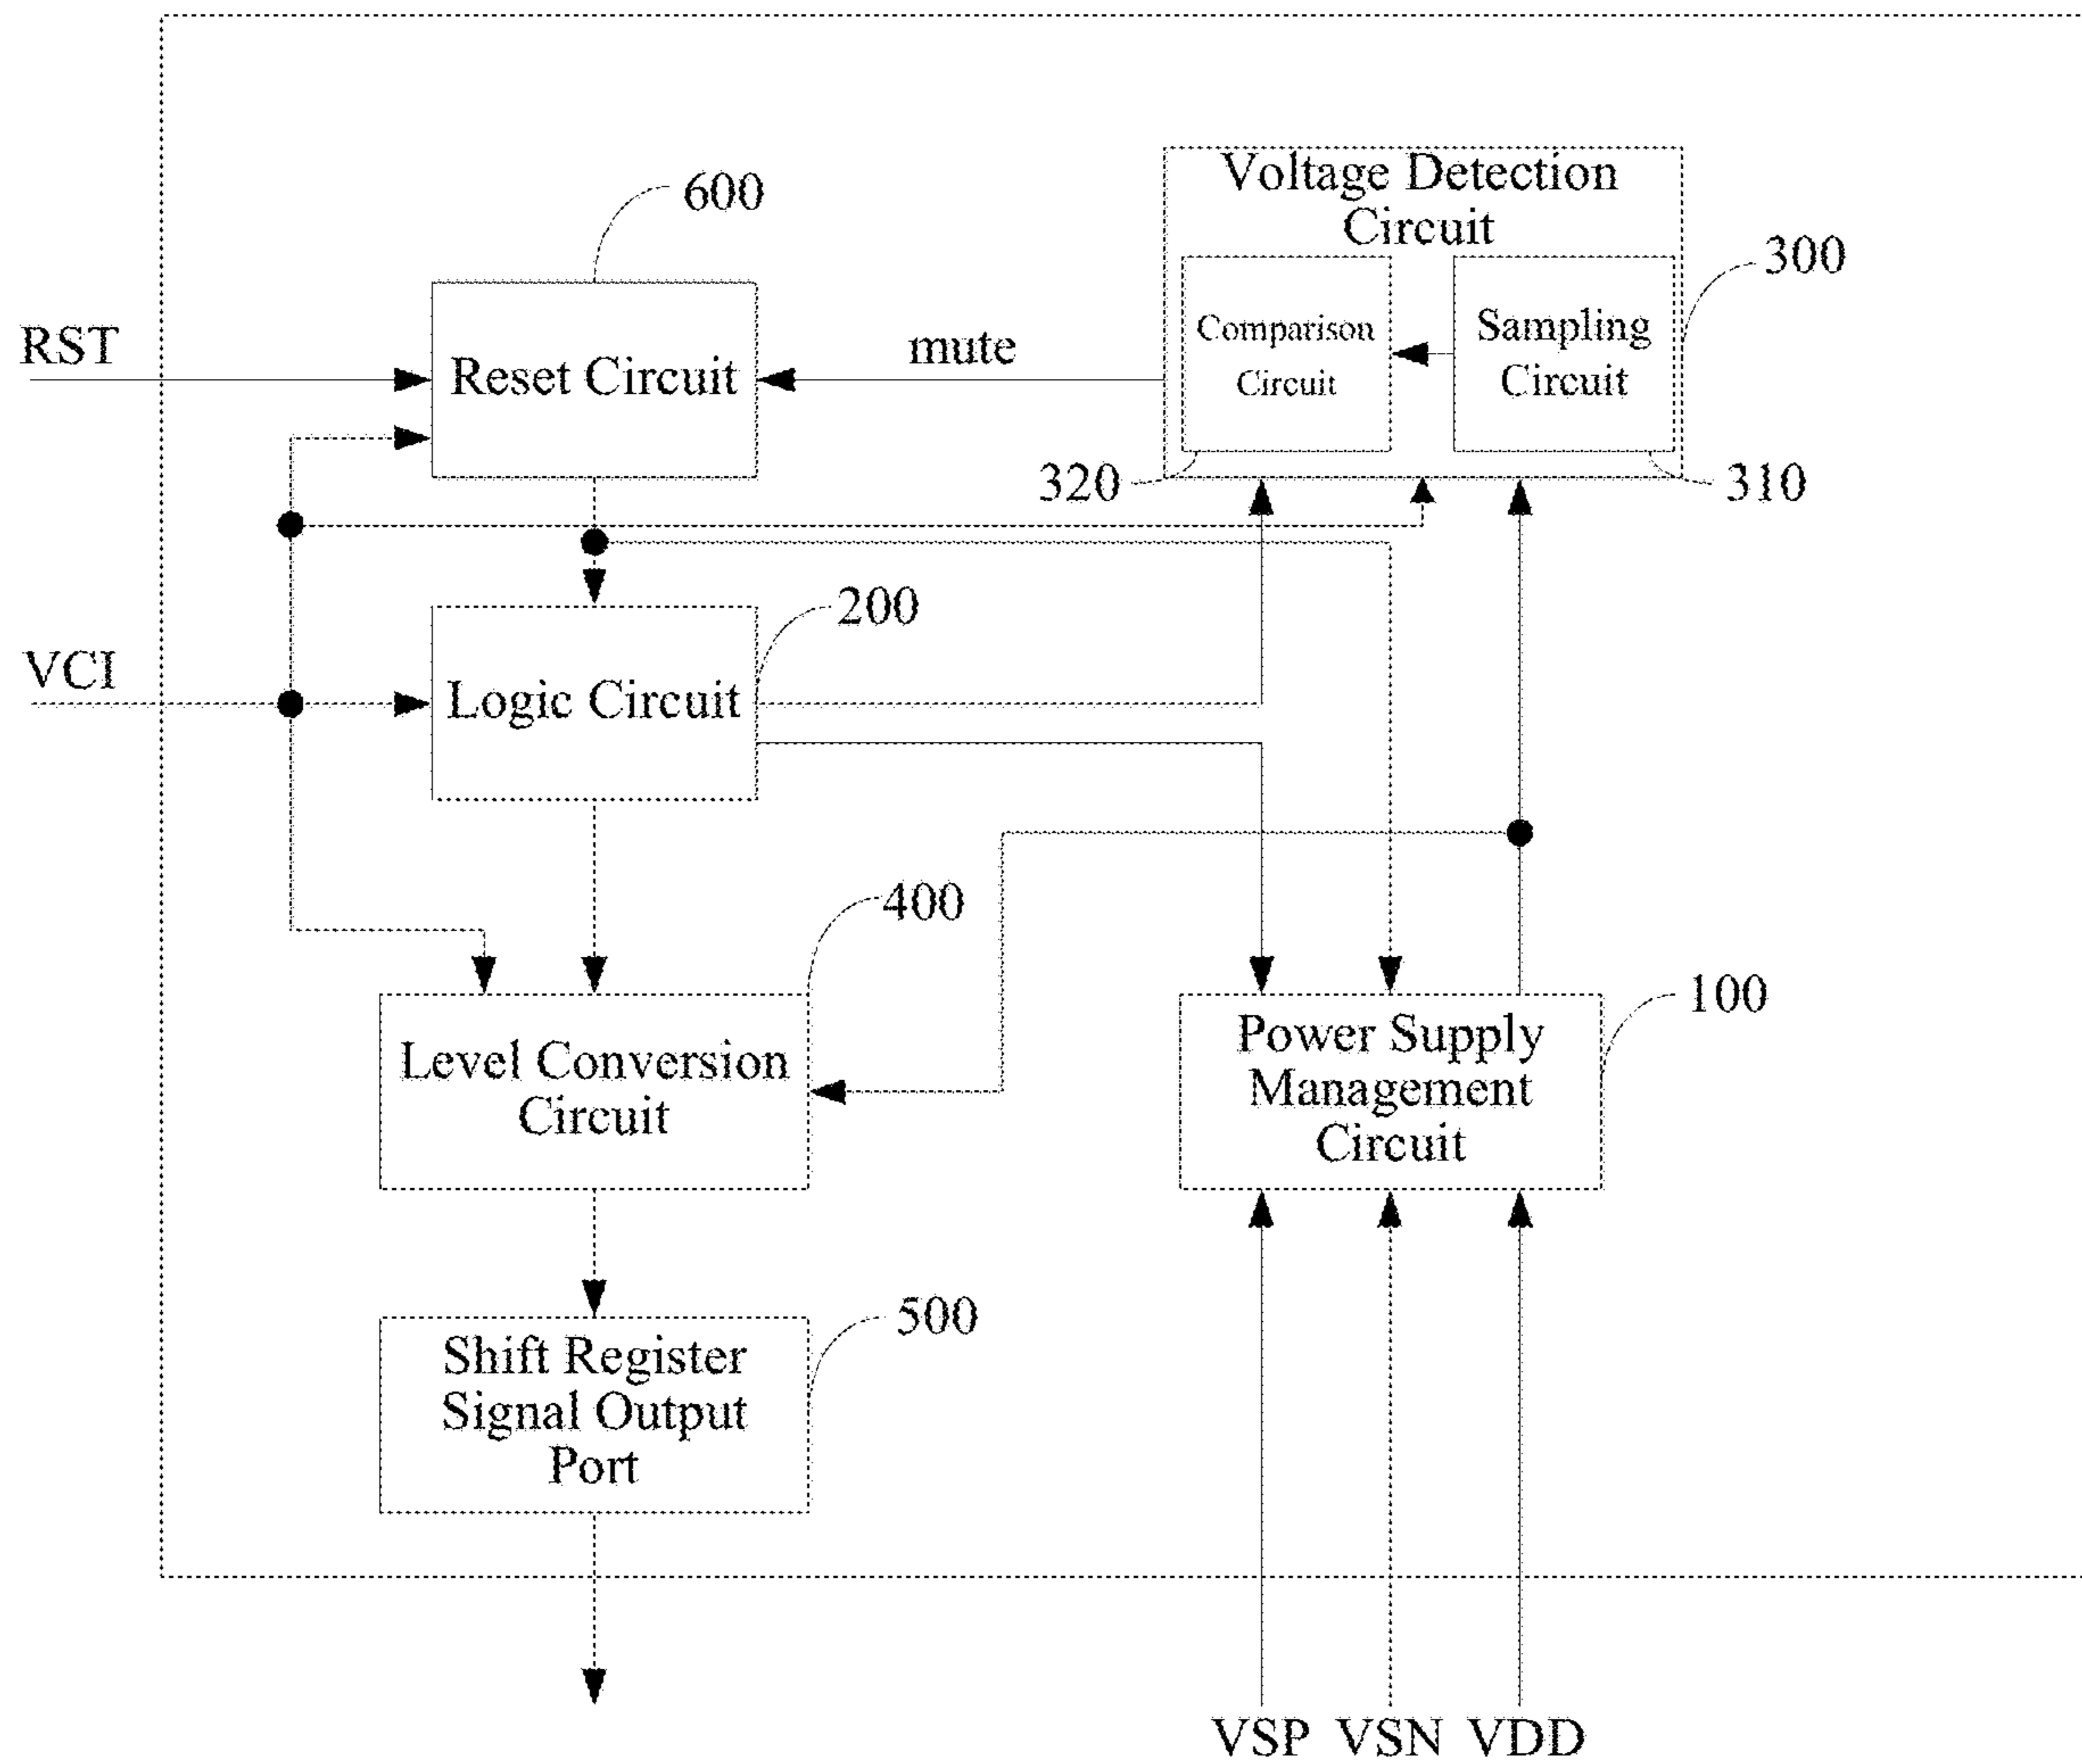 Voltage Detection
Circuit
600
300
RST
Reset Circuit
mute
Comparison
Circuit
Sampling
Circuit
320
310
200
VCI
Logic Circuit
400
100
Level Conversion
Circuit
Power Supply
Management
Circuit
500
Shift Register
Signal Output
Port
VSP VSN VDD